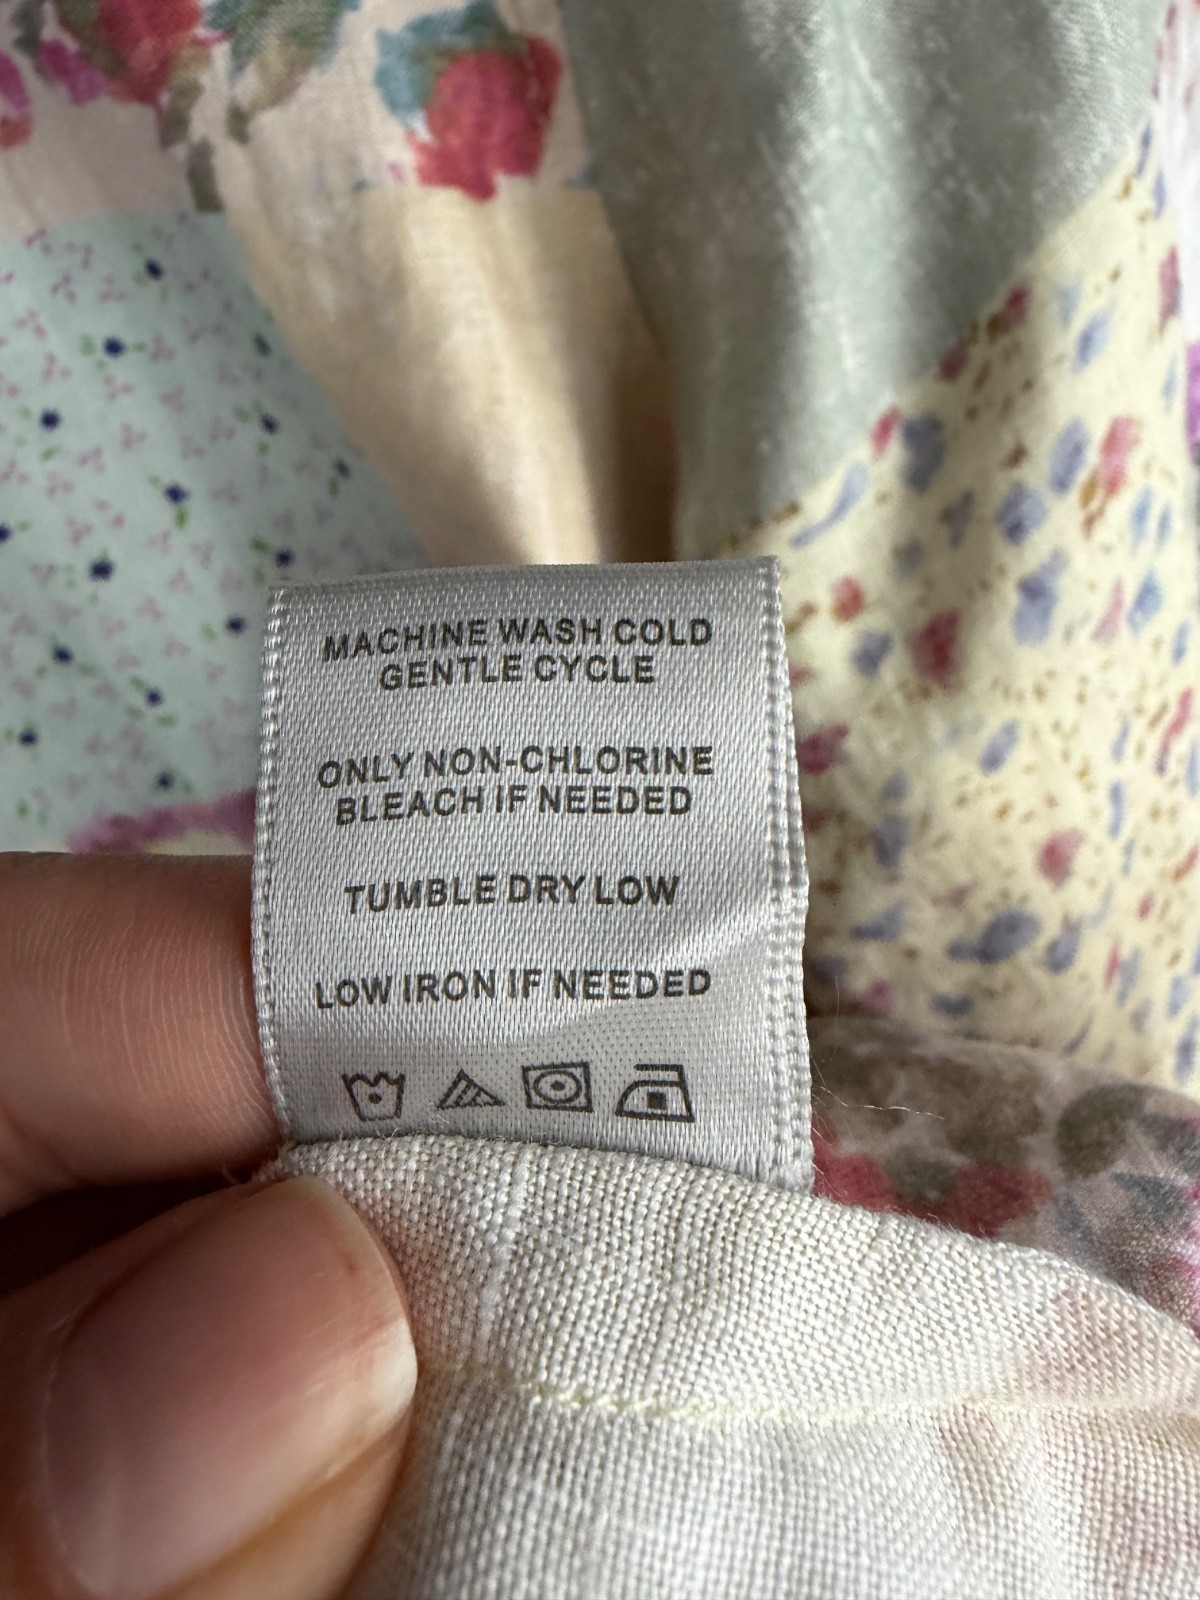 MACHINE WASH COLD
GENTLE CYCLE
ONLY NON-CHLORINE
BLEACH IF NEEDED
TUMBLE DRY LOW
LOW IRON IF NEEDED